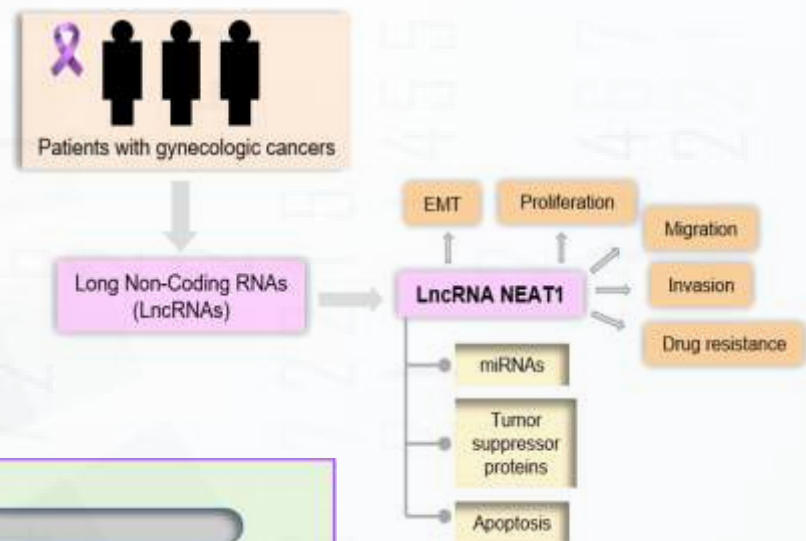 Patients with gynecologic cancers
EMT
Proliferation
Migration
Long Non-Coding RNAs
(LncRNAs)
LncRNA NEAT1
Invasion
Drug resistance
miRNAs
Tumor
suppressor
proteins
Apoptosis